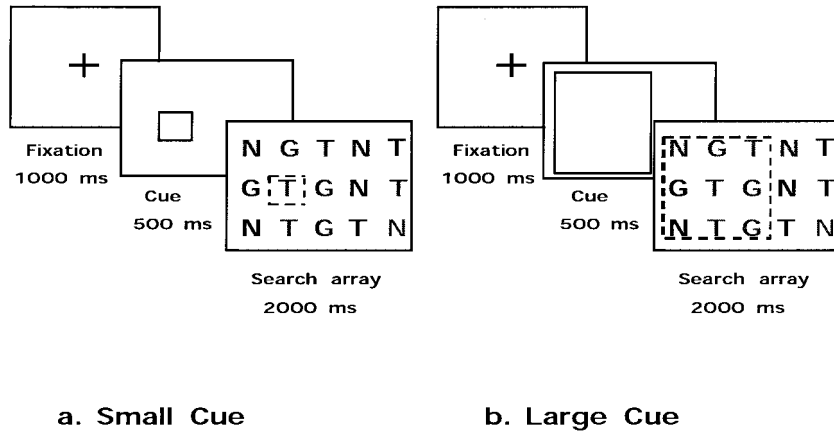 Fixation
1000 ms
Cue
500 ms
N G T N T
G T G N T
N T G T N
Search array
2000 ms
a. Small Cue
Fixation
1000 ms
Cue
500 ms
N G T N T
G T G N T
N T G T N
Search array
2000 ms
b. Large Cue